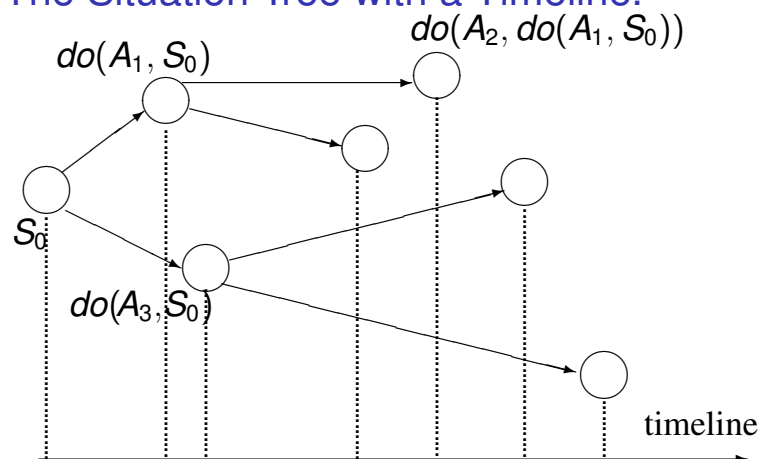 The Situation Tree with a Timeline.
do(A₂, do(A₁, S₀))
do(A₁, S₀)
S₀
do(A₃, S₀)
timeline